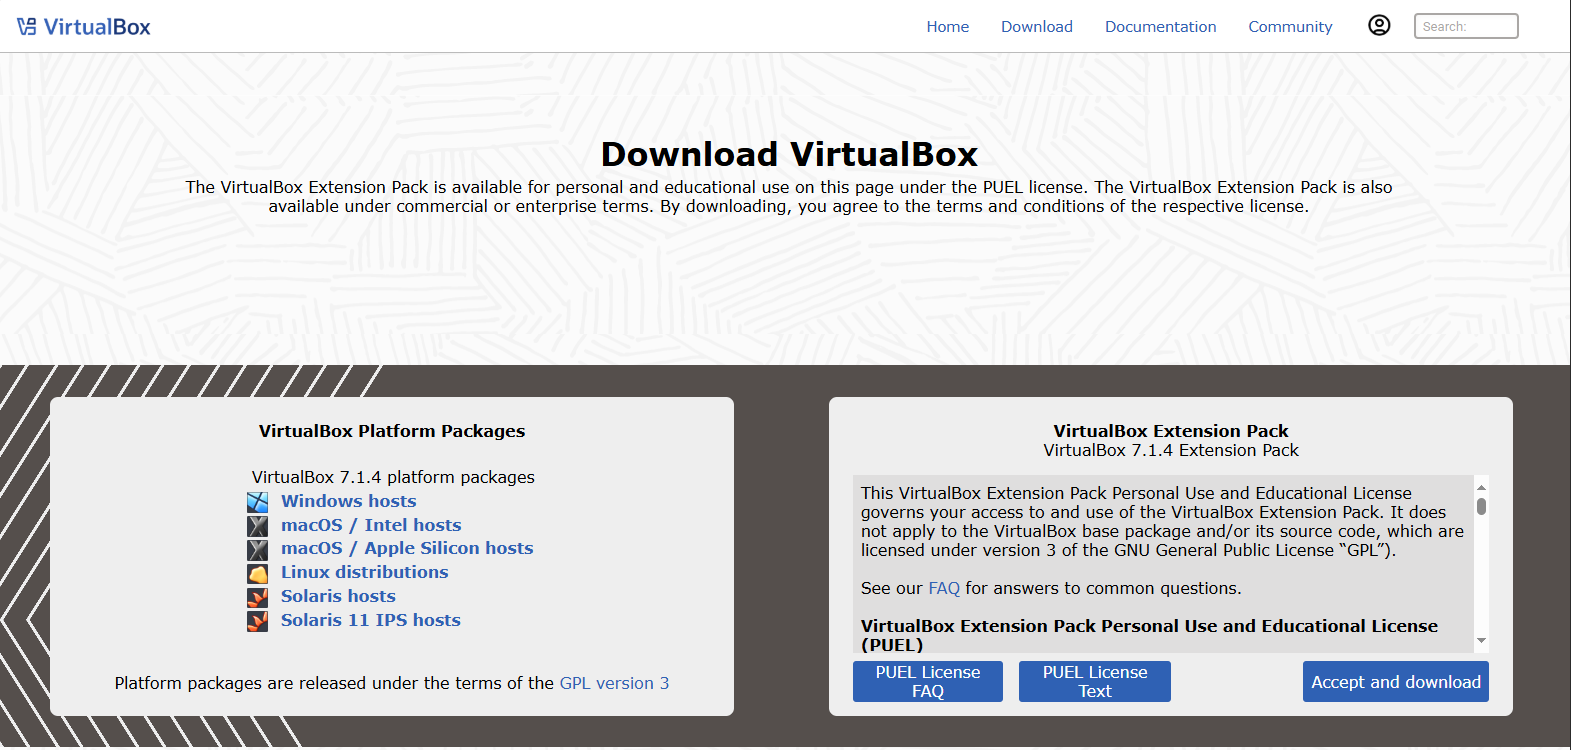 VirtualBox
Home
Download
Documentation
Community
Search:
Download VirtualBox
The VirtualBox Extension Pack is available for personal and educational use on this page under the PUEL license. The VirtualBox Extension Pack is also
available under commercial or enterprise terms. By downloading, you agree to the terms and conditions of the respective license.
VirtualBox Platform Packages
VirtualBox 7.1.4 platform packages
Windows hosts
macOS / Intel hosts
macOS / Apple Silicon hosts
Linux distributions
Solaris hosts
Solaris 11 IPS hosts
Platform packages are released under the terms of the GPL version 3
VirtualBox Extension Pack
VirtualBox 7.1.4 Extension Pack
This VirtualBox Extension Pack Personal Use and Educational License
governs your access to and use of the VirtualBox Extension Pack. It does
not apply to the VirtualBox base package and/or its source code, which are
licensed under version 3 of the GNU General Public License “GPL”).
See our FAQ for answers to common questions.
VirtualBox Extension Pack Personal Use and Educational License
(PUEL)
PUEL License
FAQ
PUEL License
Text
Accept and download